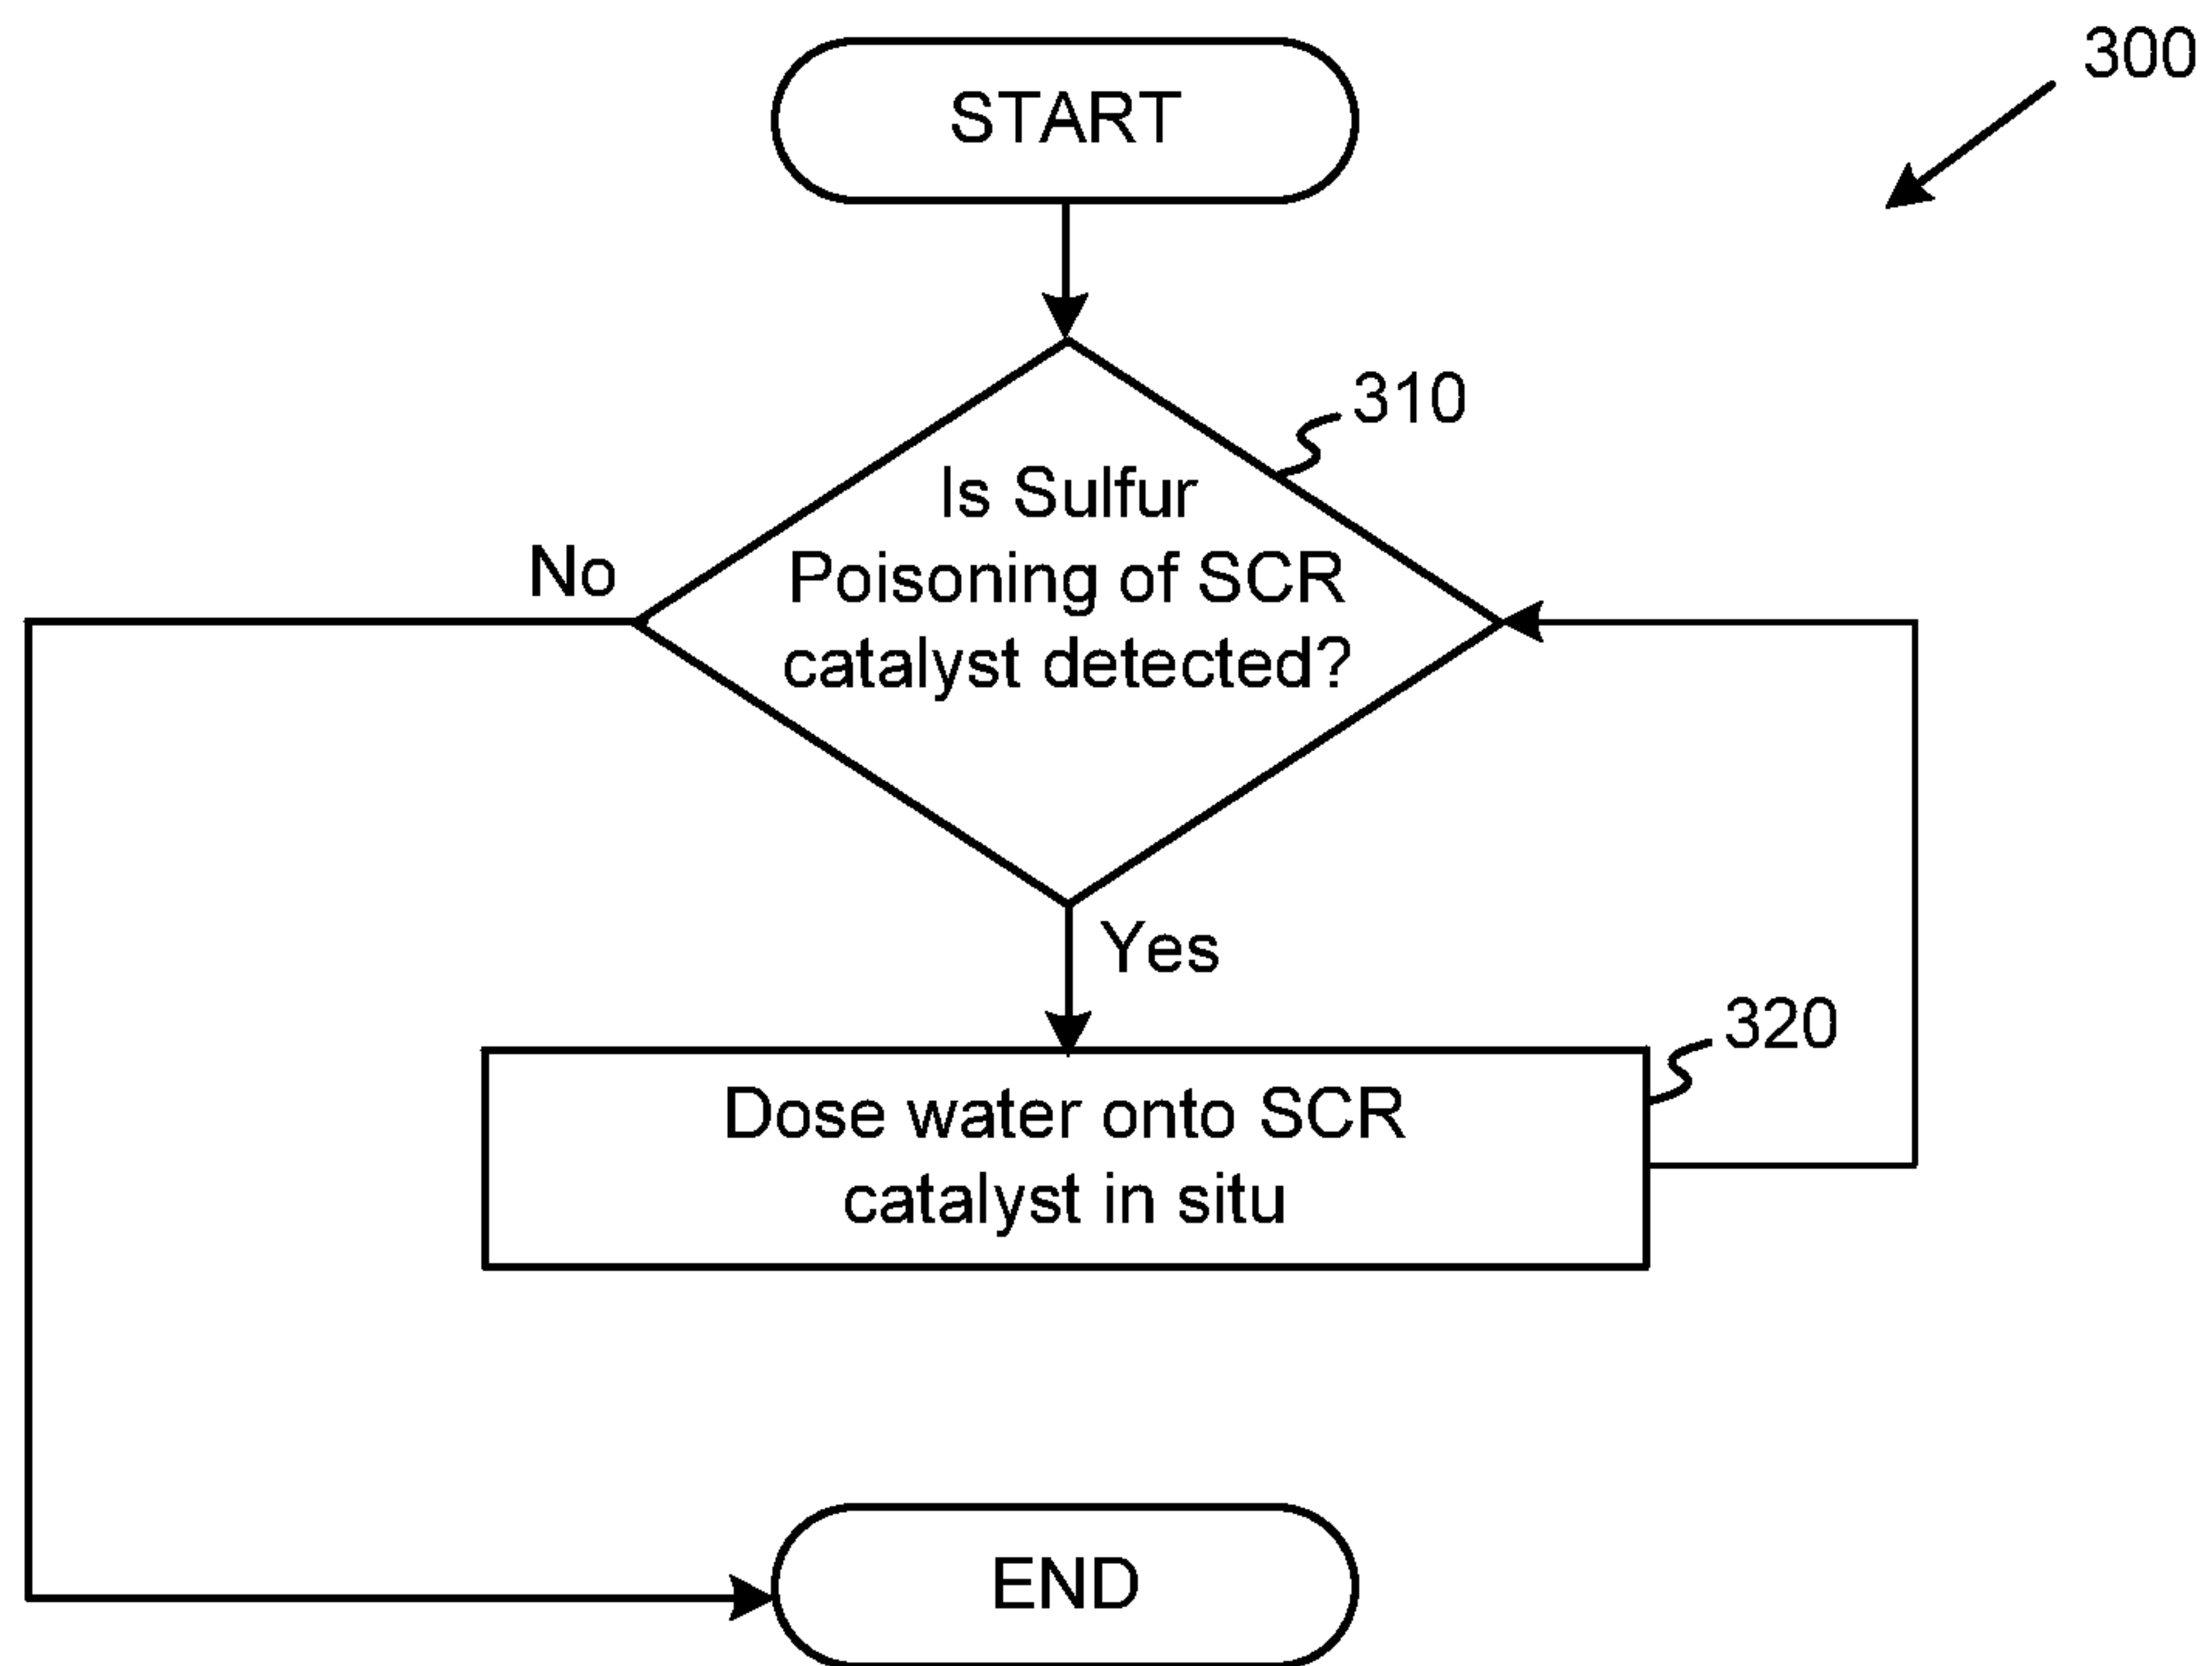 300
START
310
Is Sulfur
Poisoning of SCR
catalyst detected?
No
Yes
320
Dose water onto SCR
catalyst in situ
END